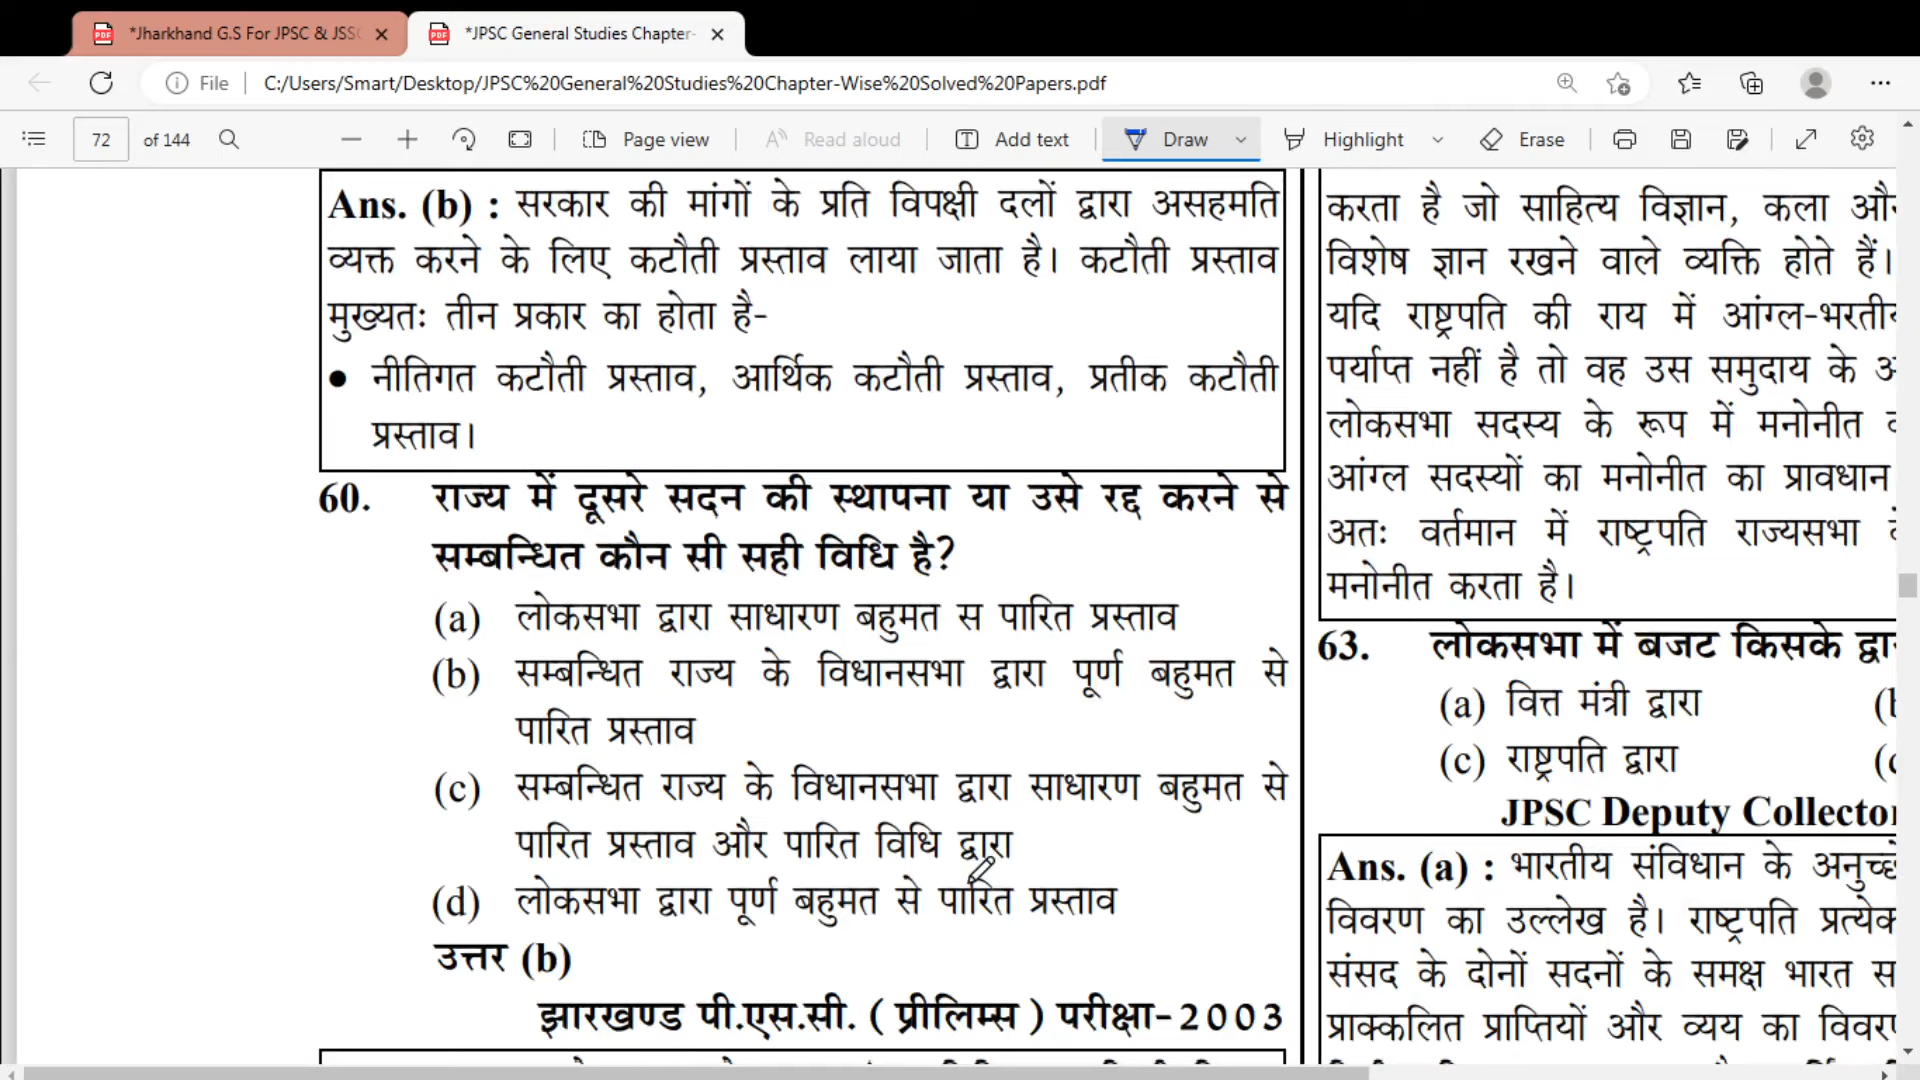 *Jharkhand G.S For JPSC & JSSC
*JPSC General Studies Chapter-
File
C:/Users/Smart/Desktop/JPSC%20General%20Studies%20Chapter-Wise%20Solved%20Papers.pdf
72 of 144
Page view
Read aloud
Add text
Draw
Highlight
Erase
Ans. (b) : सरकार की मांगों के प्रति विपक्षी दलों द्वारा असहमति
व्यक्त करने के लिए कटौती प्रस्ताव लाया जाता है। कटौती प्रस्ताव
मुख्यतः तीन प्रकार का होता है-
● नीतिगत कटौती प्रस्ताव, आर्थिक कटौती प्रस्ताव, प्रतीक कटौती
प्रस्ताव।
60. राज्य में दूसरे सदन की स्थापना या उसे रद्द करने से
सम्बन्धित कौन सी सही विधि है?
(a) लोकसभा द्वारा साधारण बहुमत स पारित प्रस्ताव
(b) सम्बन्धित राज्य के विधानसभा द्वारा पूर्ण बहुमत से
पारित प्रस्ताव
(c) सम्बन्धित राज्य के विधानसभा द्वारा साधारण बहुमत से
पारित प्रस्ताव और पारित विधि द्वारा
(d) लोकसभा द्वारा पूर्ण बहुमत से पारित प्रस्ताव
उत्तर (b)
झारखण्ड पी.एस.सी. ( प्रीलिम्स ) परीक्षा-2003
करता है जो साहित्य विज्ञान, कला और
विशेष ज्ञान रखने वाले व्यक्ति होते हैं।
यदि राष्ट्रपति की राय में आंग्ल-भरतीय
पर्याप्त नहीं है तो वह उस समुदाय के
लोकसभा सदस्य के रूप में मनोनीत
आंग्ल सदस्यों का मनोनीत का प्रावधान
अतः वर्तमान में राष्ट्रपति राज्यसभा
मनोनीत करता है।
63. लोकसभा में बजट किसके द्वारा
(a) वित्त मंत्री द्वारा
(c) राष्ट्रपति द्वारा
JPSC Deputy Collector
Ans. (a) : भारतीय संविधान के अनुच्छे
विवरण का उल्लेख है। राष्ट्रपति प्रत्येक
संसद के दोनों सदनों के समक्ष भारत स
प्राक्कलित प्राप्तियों और व्यय का विवरण